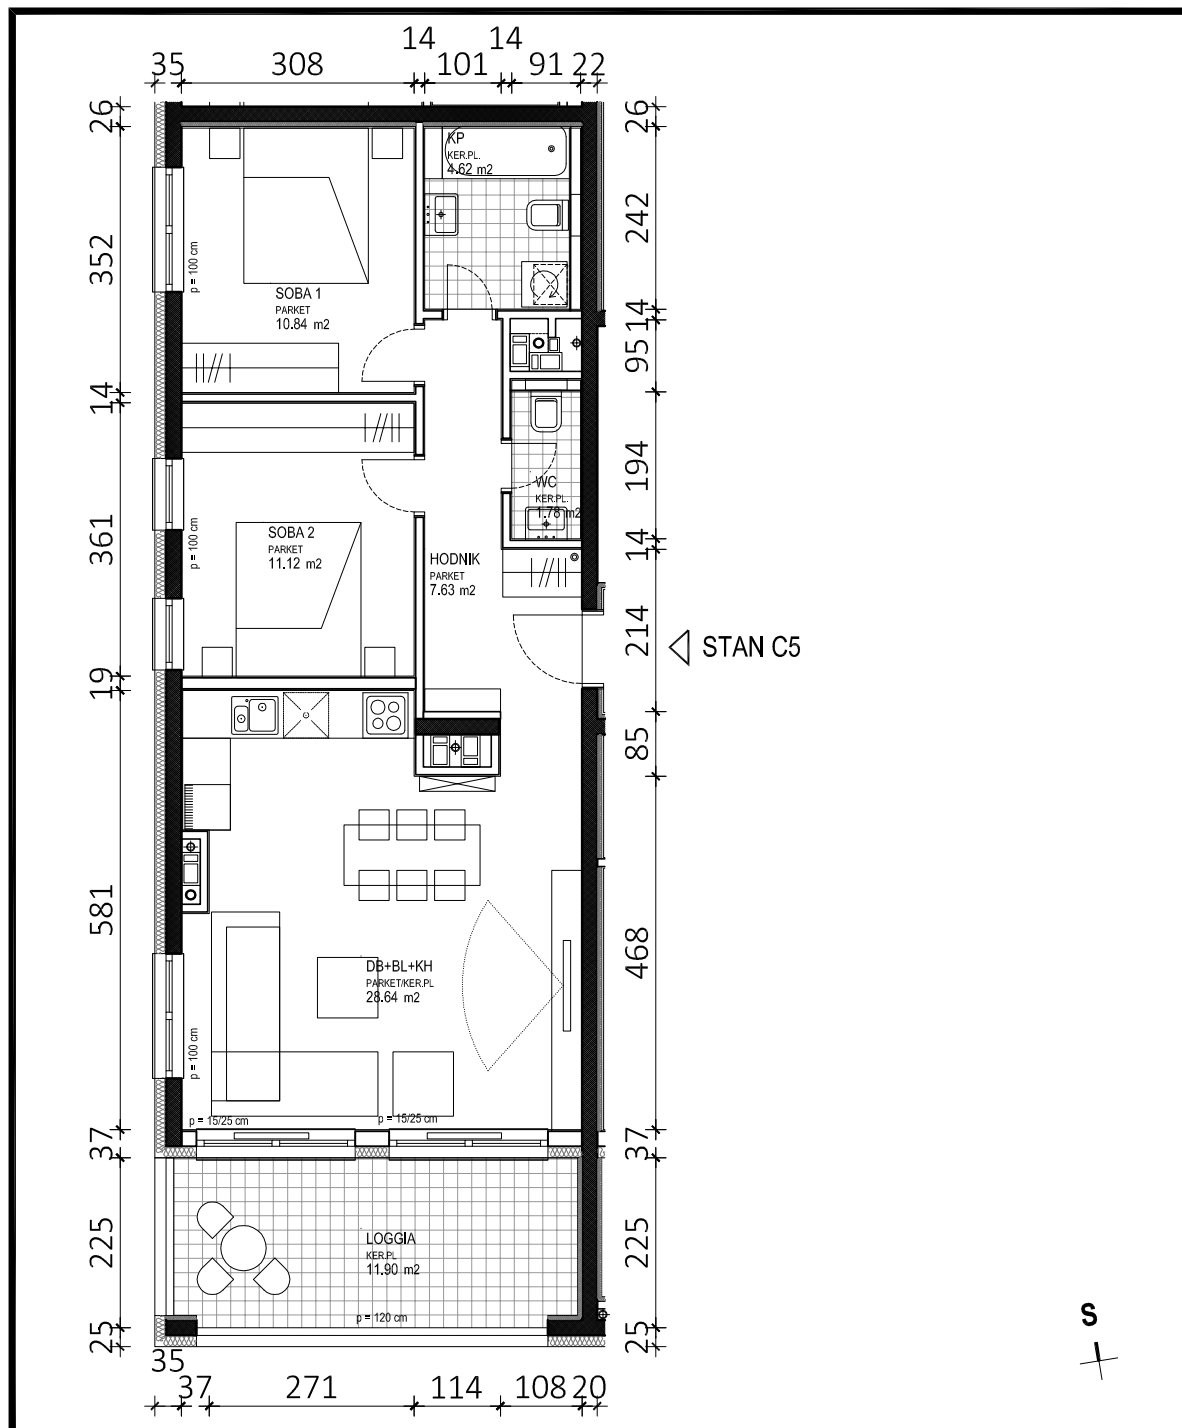 14 14
35 308 101 91 22
26
352
14
361
19
581
37
225
25
26
242
14
95
194
14
214
85
468
37
225
25
KP
KER.PL.
4.62 m2
p = 100 cm
SOBA 1
PARKET
10.84 m2
WC
KER.PL.
1.78 m2
p = 100 cm
SOBA 2
PARKET
11.12 m2
HODNIK
PARKET
7.63 m2
STAN C5
DB+BL+KH
PARKET/KER.PL
28.64 m2
p = 100 cm
p = 15/25 cm
p = 15/25 cm
LOGGIA
KER.PL
11.90 m2
p = 120 cm
S
35
37 271 114 108 20